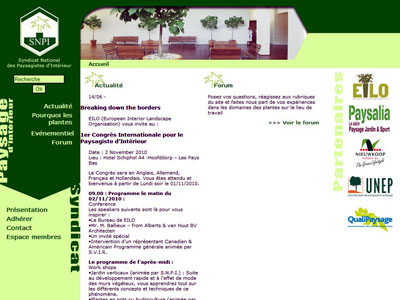 SNPI
Syndicat National
des Paysagistes d'Intérieur
Recherche
Ok
Actualité
Pourquoi les
plantes
Evénementiel
Forum
Paysage
d'intérieur
syndicat
Présentation
Adhérer
Contact
Espace membres
Accueil
Actualité
14/06 -
Breaking down the borders
EILO (European Interior Landscape
Organisation) vous invite au :
1er Congrès Internationale pour le
Paysagiste d'Intérieur
Date : 2 November 2010
Lieu : Hotel Schiphol A4 -Hoofddorp – Les Pays
Bas
Le Congrès sera en Anglais, Allemand,
Français et Hollandais. Vous êtes attendu et
bienvenus à partir de Lundi soir le 01/11/2010.
09.00 : Programme le matin du
02/11/2010 :
Conference
Les speakers suivants sont là pour vous
inspirer :
•Le Bureau de EILO
•Mr. M. Ballieux – from Alberts & van Huut BV
Architecten
•Un invité spécial
•Intervention d'un représentant Canadien &
Américain Programme générale animée par
S.V.I.R.
Le programme de l'après-midi :
Work shops
•Jardin verticaux (animée par S.N.P.I.) : Suite
au développement rapide et à l'effet de mode
des murs végétaux, vous apprendrez tout sur
les différents concepts et techniques de ce
phénomène.
•Plantes en pots ou hydroculture (animée par
Forum
Posez vos questions, réagissez aux rubriques
du site et faites nous part de vos expériences
dans les domaines des plantes sur le lieu de
travail
>> Voir le forum
Partenaires
EILO
Paysalia
Le salon
Paysage Jardin & Sport
NIEUWKOOP
UNEP
QualiPaysage